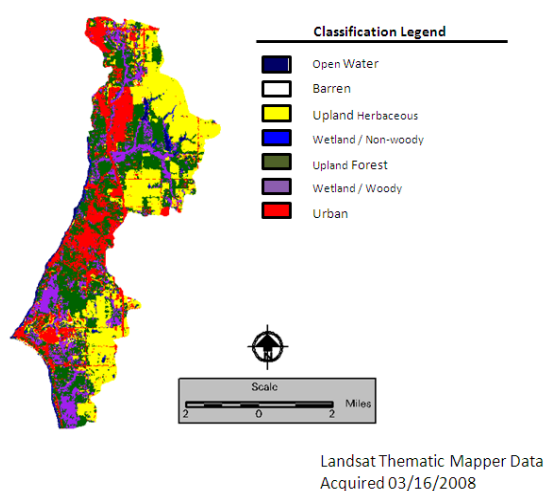 Classification Legend
Open Water
Barren
Upland Herbaceous
Wetland / Non-woody
Upland Forest
Wetland / Woody
Urban
N
Scale
Miles
2 0 2
Landsat Thematic Mapper Data
Acquired 03/16/2008